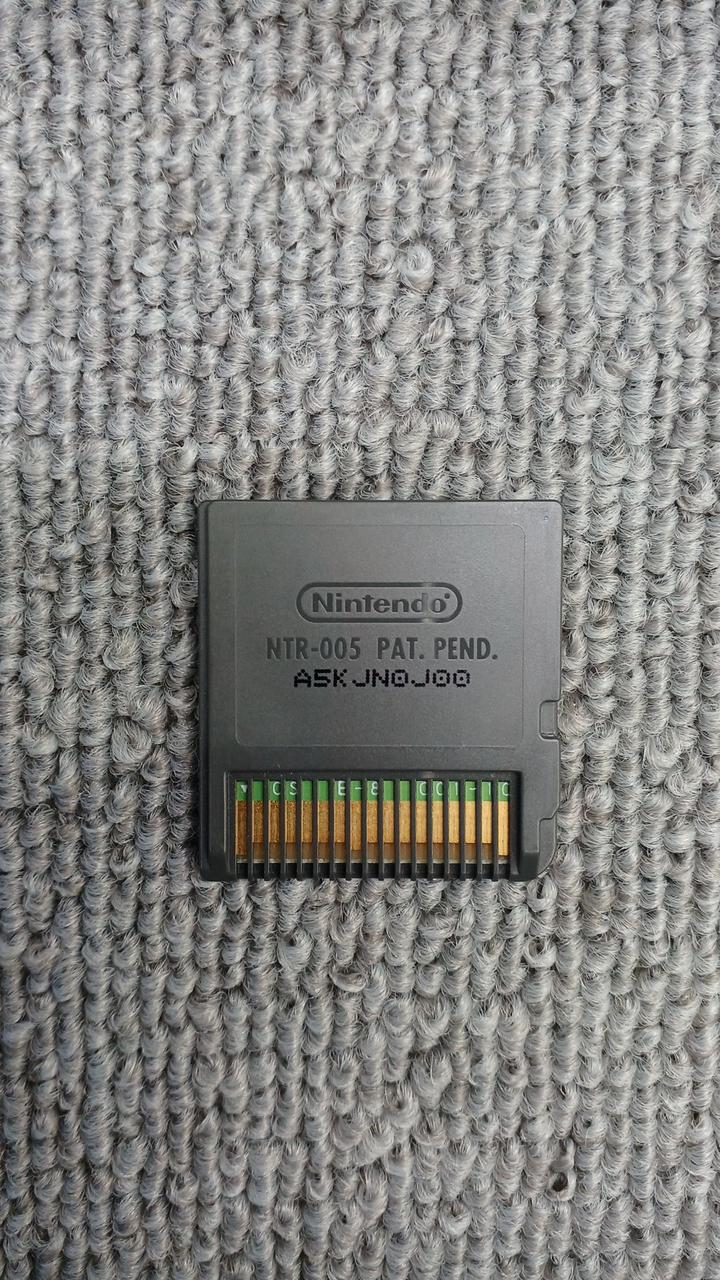 Nintendo®
NTR-005 PAT. PEND.
A5KJN0J00